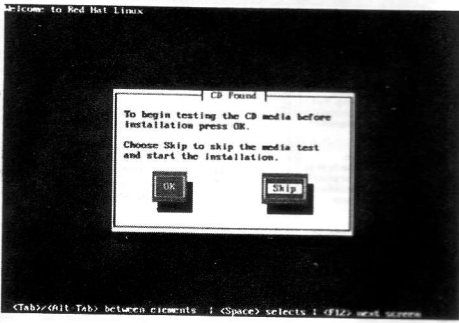 Welcome to Red Hat Linux
CD Found
To begin testing the CD media before
installation press OK.
Choose Skip to skip the media test
and start the installation.
OK
Skip
<Tab>/<Alt-Tab> between elements | <Space> selects | <F12> next screen